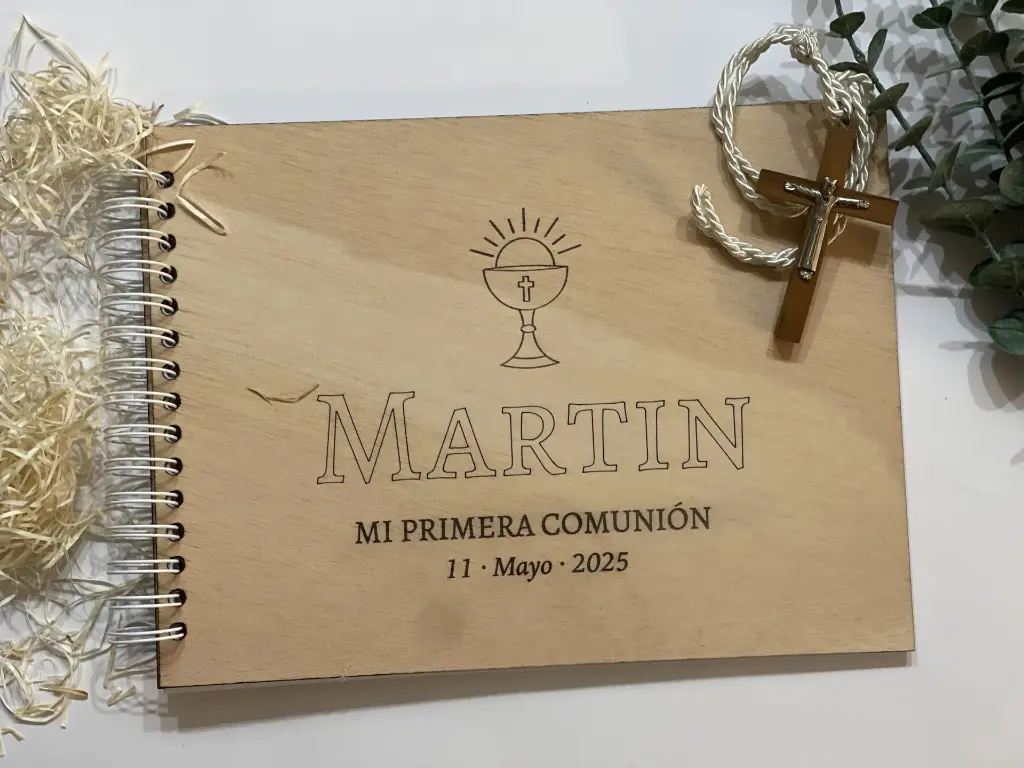 MARTIN
MI PRIMERA COMUNIÓN
11 · Mayo · 2025